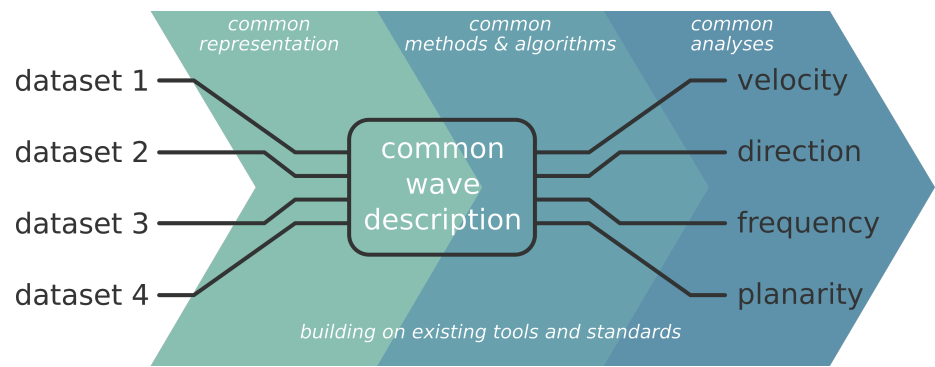 common
representation
common
methods & algorithms
common
analyses
dataset 1
dataset 2
dataset 3
dataset 4
common
wave
description
velocity
direction
frequency
planarity
building on existing tools and standards